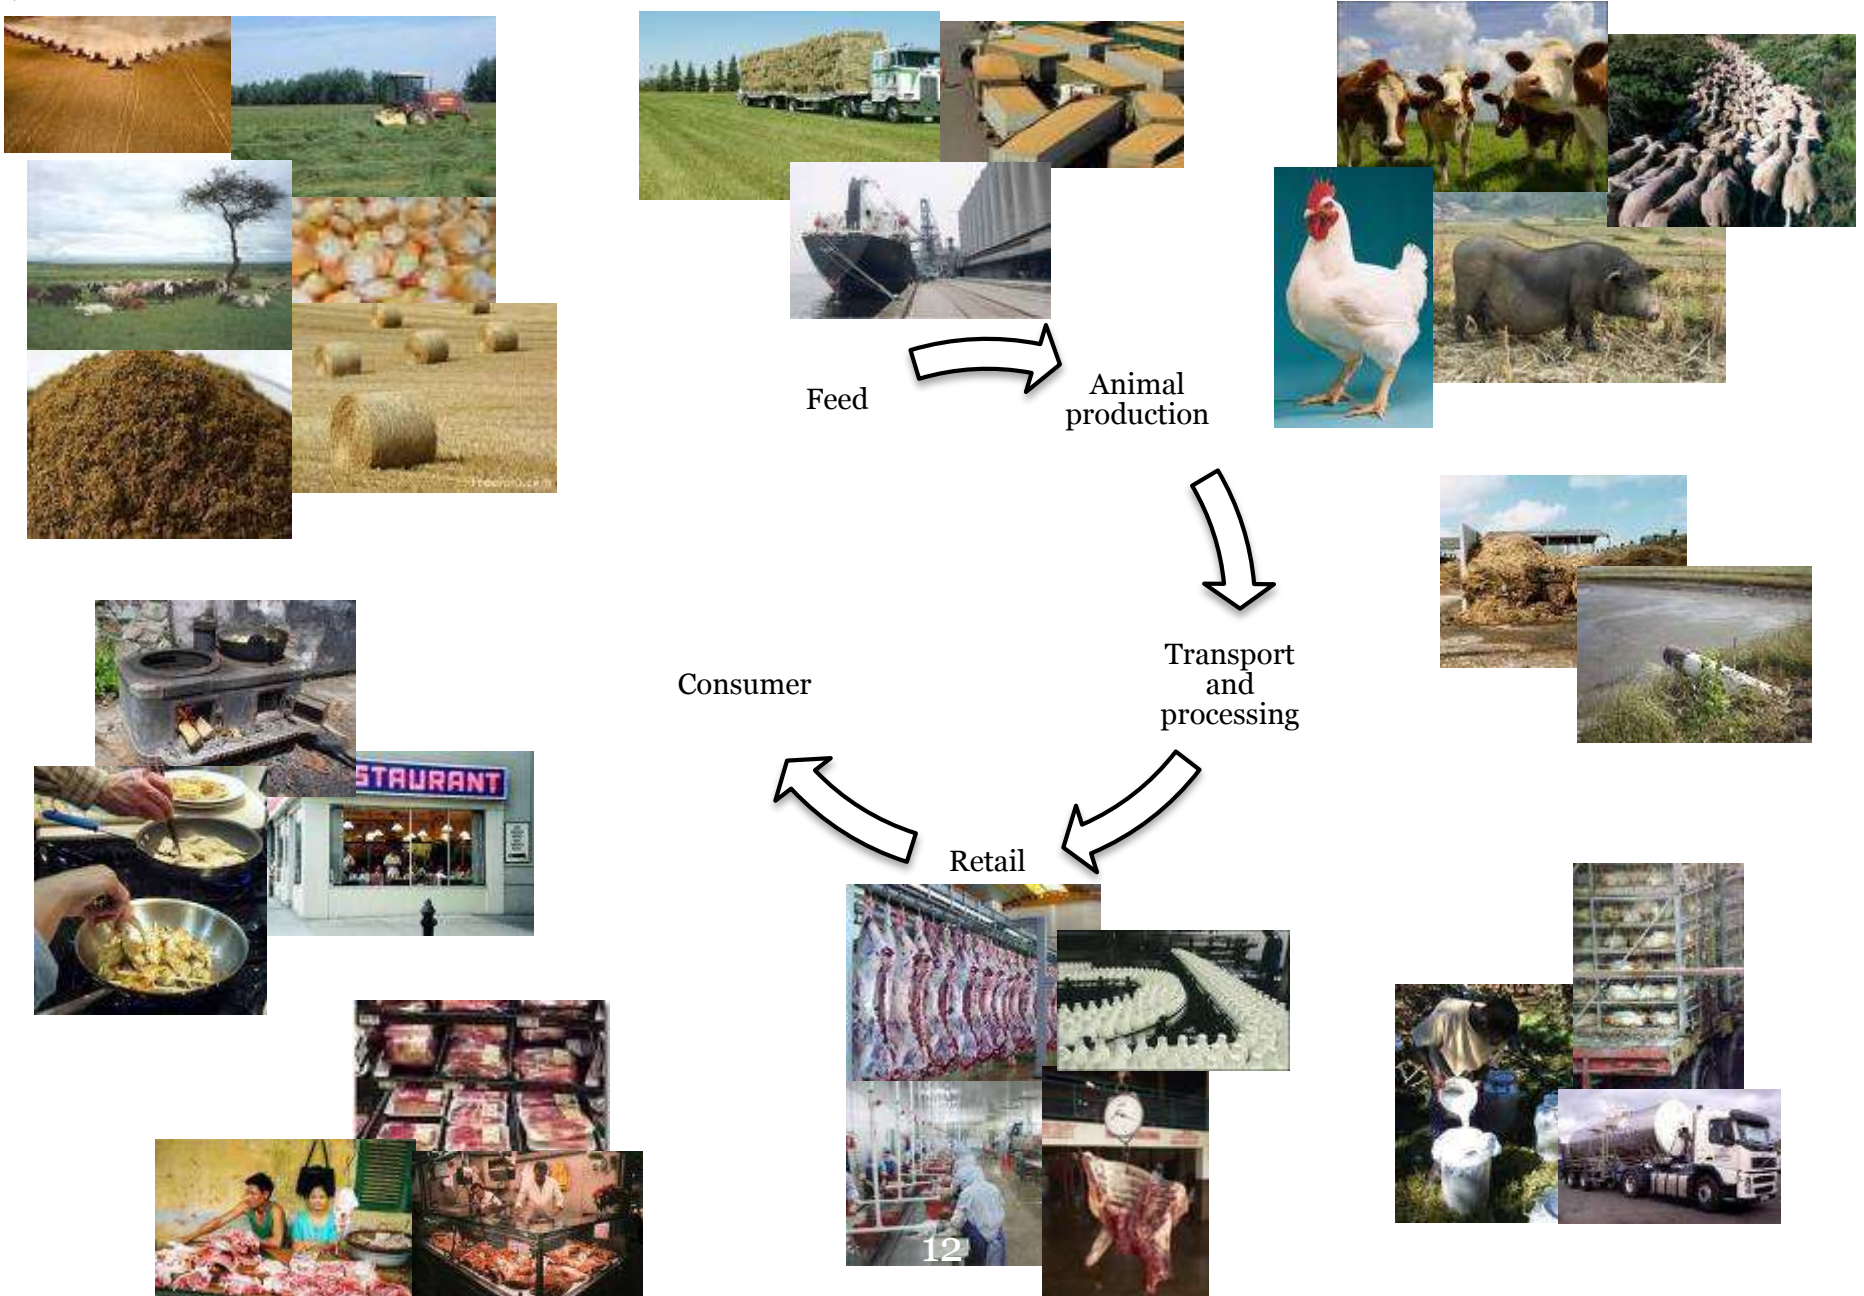 Feed
Animal
production
Transport
and
processing
Consumer
STAURANT
Retail
12